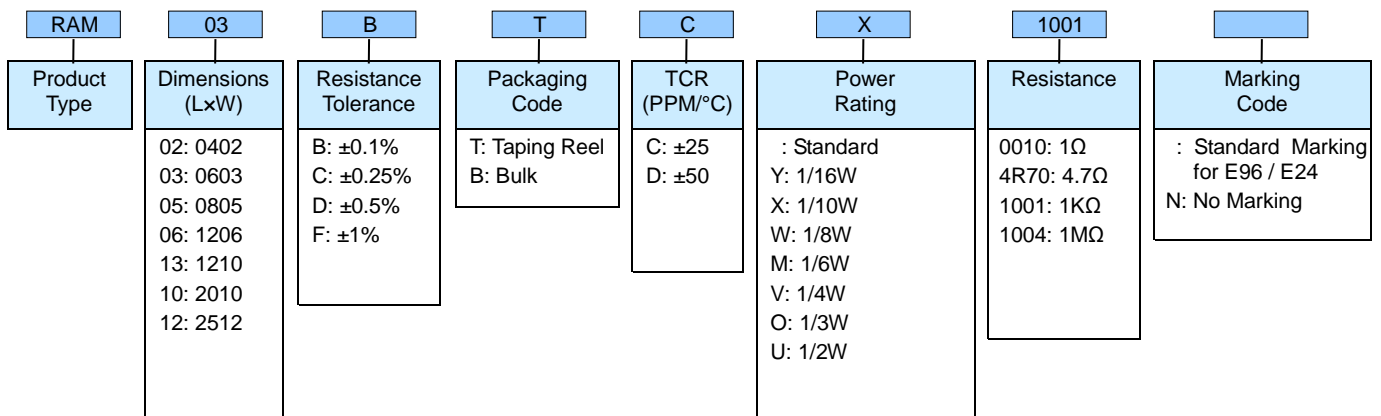 RAM 03 B T C X 1001
Product
Type
Dimensions
(L×W)
Resistance
Tolerance
Packaging
Code
TCR
(PPM/°C)
Power
Rating
Resistance
Marking
Code
02: 0402
03: 0603
05: 0805
06: 1206
13: 1210
10: 2010
12: 2512
B: ±0.1%
C: ±0.25%
D: ±0.5%
F: ±1%
T: Taping Reel
B: Bulk
C: ±25
D: ±50
: Standard
Y: 1/16W
X: 1/10W
W: 1/8W
M: 1/6W
V: 1/4W
O: 1/3W
U: 1/2W
0010: 1Ω
4R70: 4.7Ω
1001: 1KΩ
1004: 1MΩ
: Standard Marking
for E96 / E24
N: No Marking